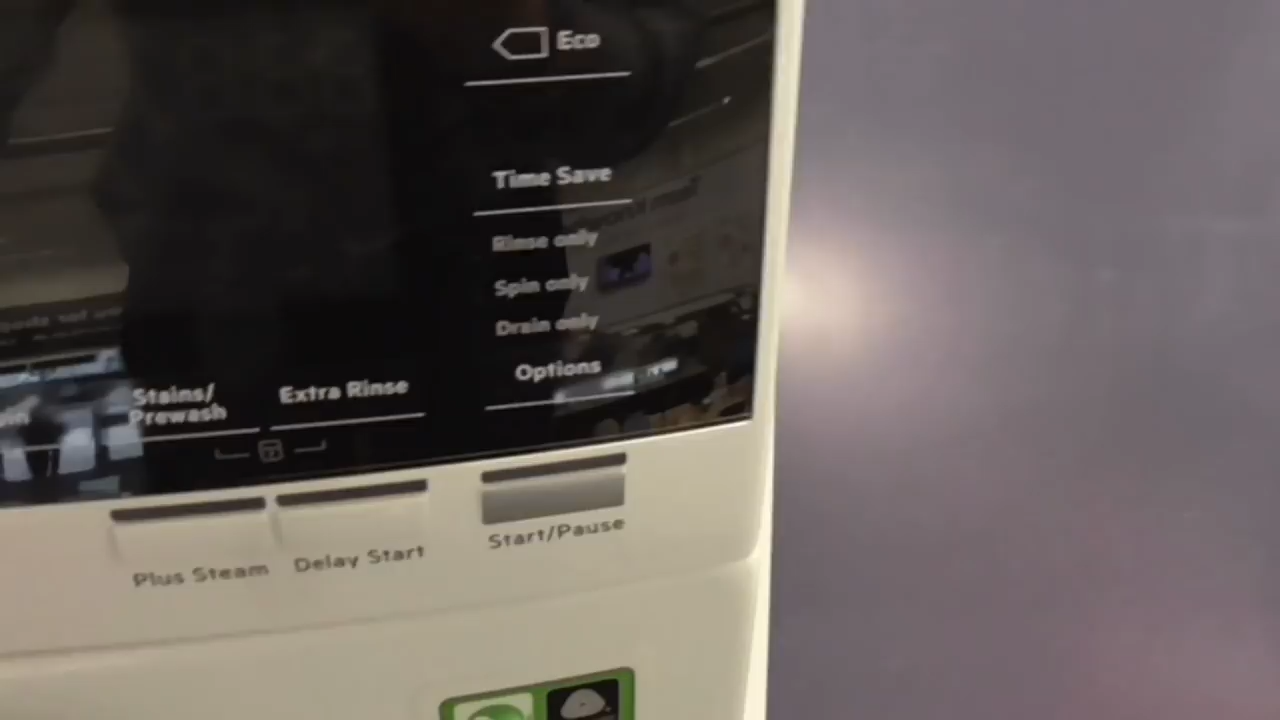 Eco
Time Save
Rinse only
Spin only
Drain only
Options
Stains/
Prewash
Extra Rinse
Plus Steam
Delay Start
Start/Pause